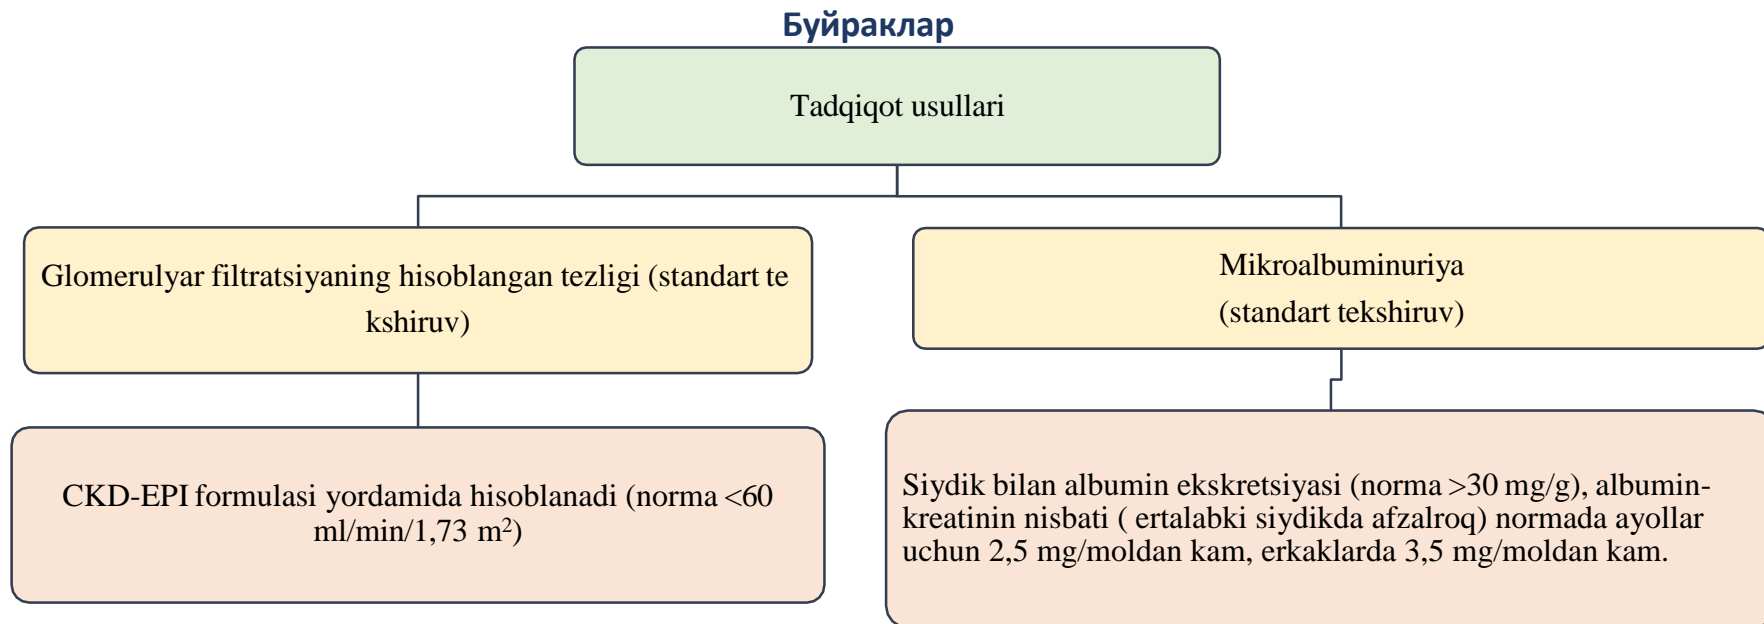 Буйраклар
Tadqiqot usullari
Glomerulyar filtratsiyaning hisoblangan tezligi (standart te
kshiruv)
Mikroalbuminuriya
(standart tekshiruv)
CKD-EPI formulasi yordamida hisoblanadi (norma <60
ml/min/1,73 m²)
Siydik bilan albumin ekskretsiyasi (norma >30 mg/g), albumin-
kreatinin nisbati ( ertalabki siydikda afzalroq) normada ayollar
uchun 2,5 mg/moldan kam, erkaklarda 3,5 mg/moldan kam.